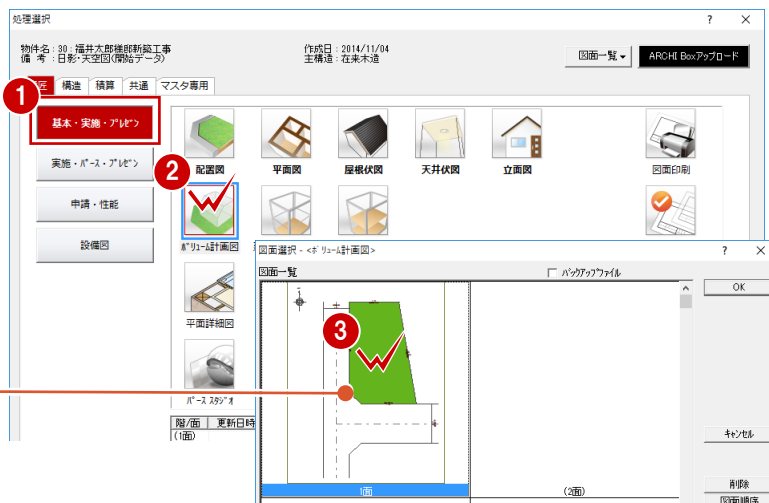 処理選択
物件名：30：福井太郎様邸新築工事
備　考：日影・天空図(開始データ)
作成日：2014/11/04
主構造：在来木造
図面一覧
ARCHI Boxアップロード
1
匠 構造 積算 共通 マスタ専用
基本・実施・ﾌﾟﾚｾﾞﾝ
実施・ﾊﾟｰｽ・ﾌﾟﾚｾﾞﾝ
申請・性能
設備図
2
配置図 平面図 屋根伏図 天井伏図 立面図 図面印刷
ﾎﾞﾘｭｰﾑ計画図
平面詳細図
ﾊﾟｰｽ ｽﾀｼﾞｵ
階/面 更新日時
(1面)
図面選択 - <ﾎﾞﾘｭｰﾑ計画図>
図面一覧
ﾊﾞｯｸｱｯﾌﾟﾌｧｲﾙ
OK
3
キャンセル
削除
図面順序
1面
(2面)